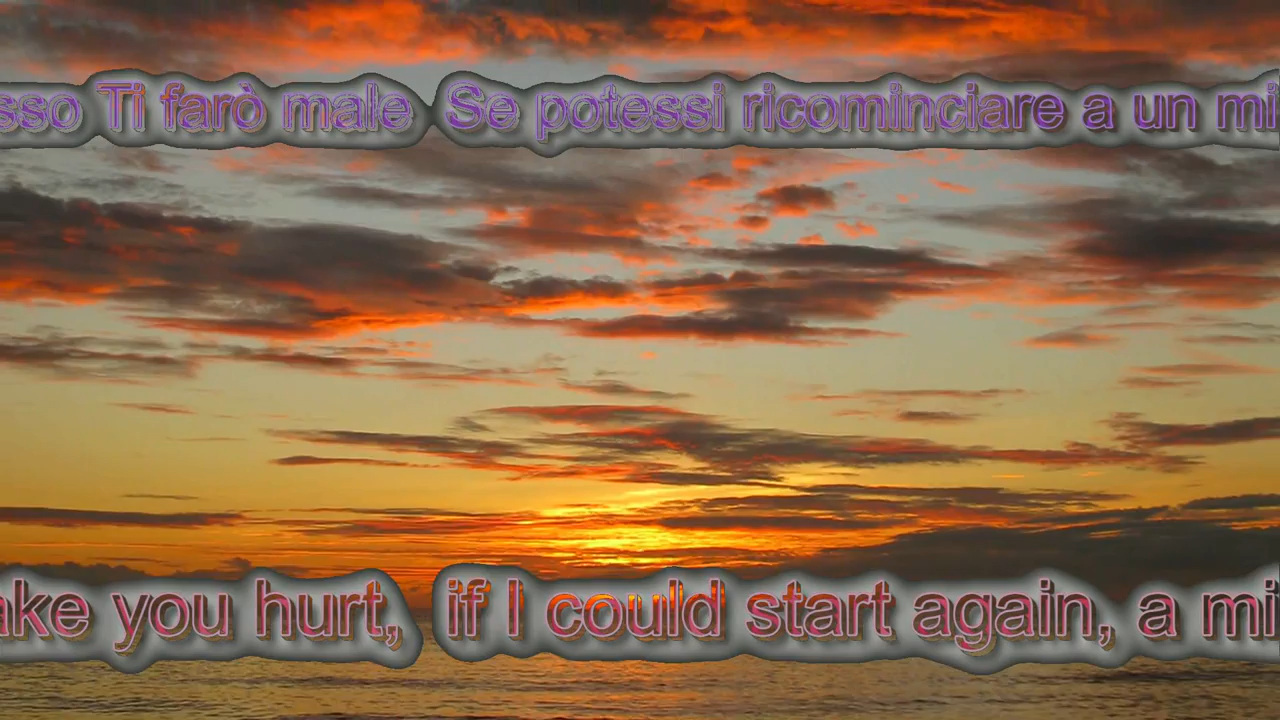 sso Ti farò male Se potessi ricominciare a un mi
ake you hurt, if I could start again, a mi